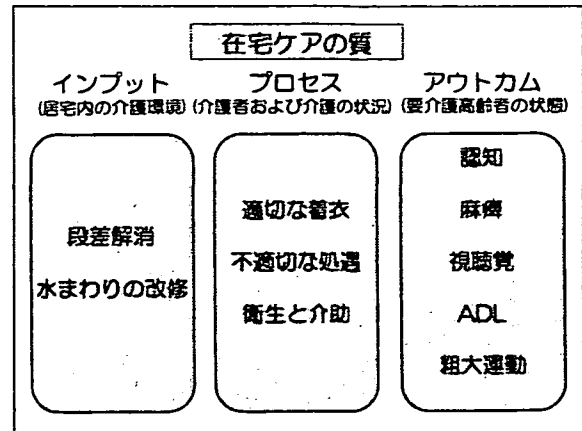 在宅ケアの質
インプット
(居宅内の介護環境)
プロセス
(介護者および介護の状況)
アウトカム
(要介護高齢者の状態)
段差解消
水まわりの改修
適切な着衣
不適切な処遇
衛生と介助
認知
麻痺
視聴覚
ADL
粗大運動